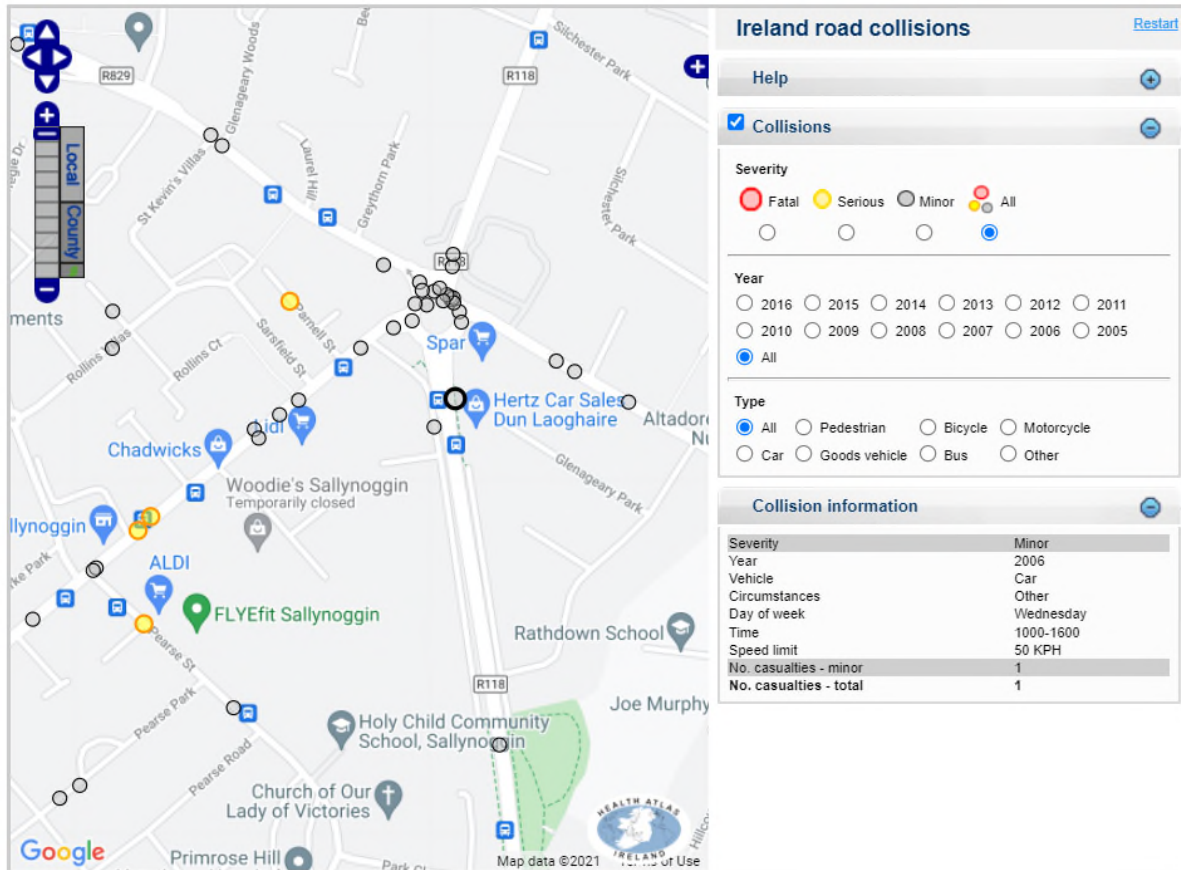 Ireland road collisions
Restart
Help
Collisions
Severity
Fatal Serious Minor All
Year
2016 2015 2014 2013 2012 2011
2010 2009 2008 2007 2006 2005
All
Type
All Pedestrian Bicycle Motorcycle
Car Goods vehicle Bus Other
Collision information
Severity Minor
Year 2006
Vehicle Car
Circumstances Other
Day of week Wednesday
Time 1000-1600
Speed limit 50 KPH
No. casualties - minor 1
No. casualties - total 1
Local
County
R829
Glenageary Woods
R118
Silchester Park
St Kevin's Villas
Laurel Hill
Greythorn Park
Silchester Park
ments
Rollins Villas
Rollins Ct
Sarsfield St
Parnell St
Spar
Hertz Car Sales
Dun Laoghaire
Altadore
Lidl
Chadwicks
Woodie's Sallynoggin
Temporarily closed
Glenageary Park
llynoggin
ALDI
FLYEfit Sallynoggin
Pearse St
Rathdown School
R118
Joe Murphy
Pearse Park
Pearse Road
Holy Child Community
School, Sallynoggin
Church of Our
Lady of Victories
HEALTH ATLAS
IRELAND
Google
Primrose Hill
Map data ©2021
of Use